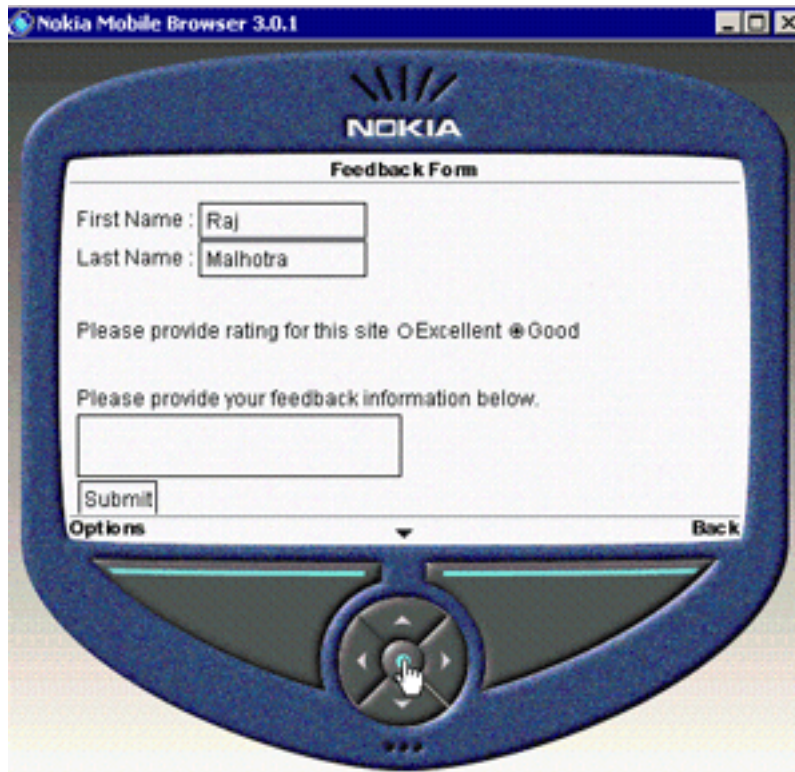 Nokia Mobile Browser 3.0.1
NOKIA
Feedback Form
First Name : Raj
Last Name : Malhotra
Please provide rating for this site Excellent Good
Please provide your feedback information below.
Submit
Options Back